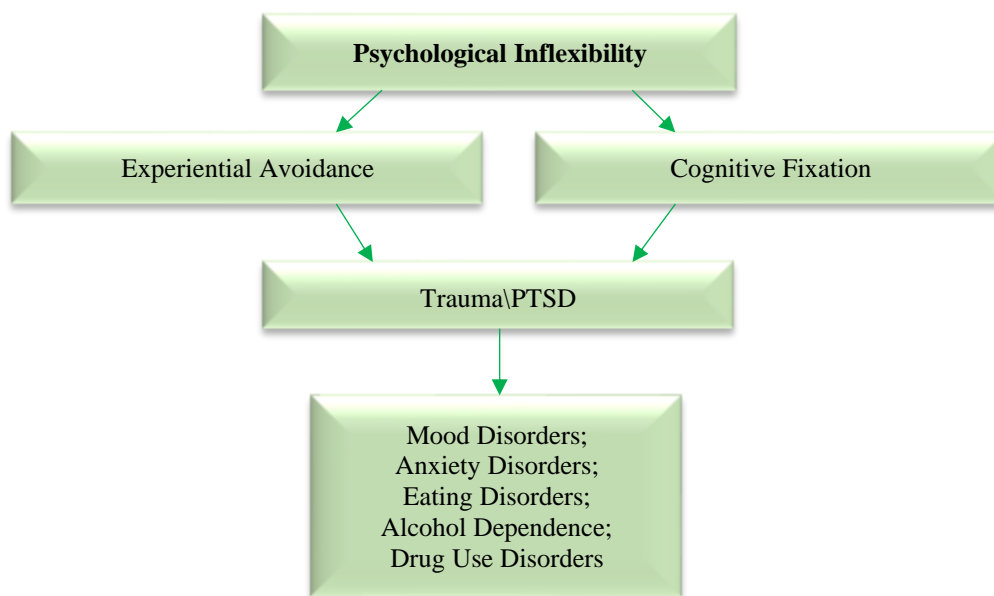 Psychological Inflexibility
Experiential Avoidance
Cognitive Fixation
Trauma\PTSD
Mood Disorders;
Anxiety Disorders;
Eating Disorders;
Alcohol Dependence;
Drug Use Disorders